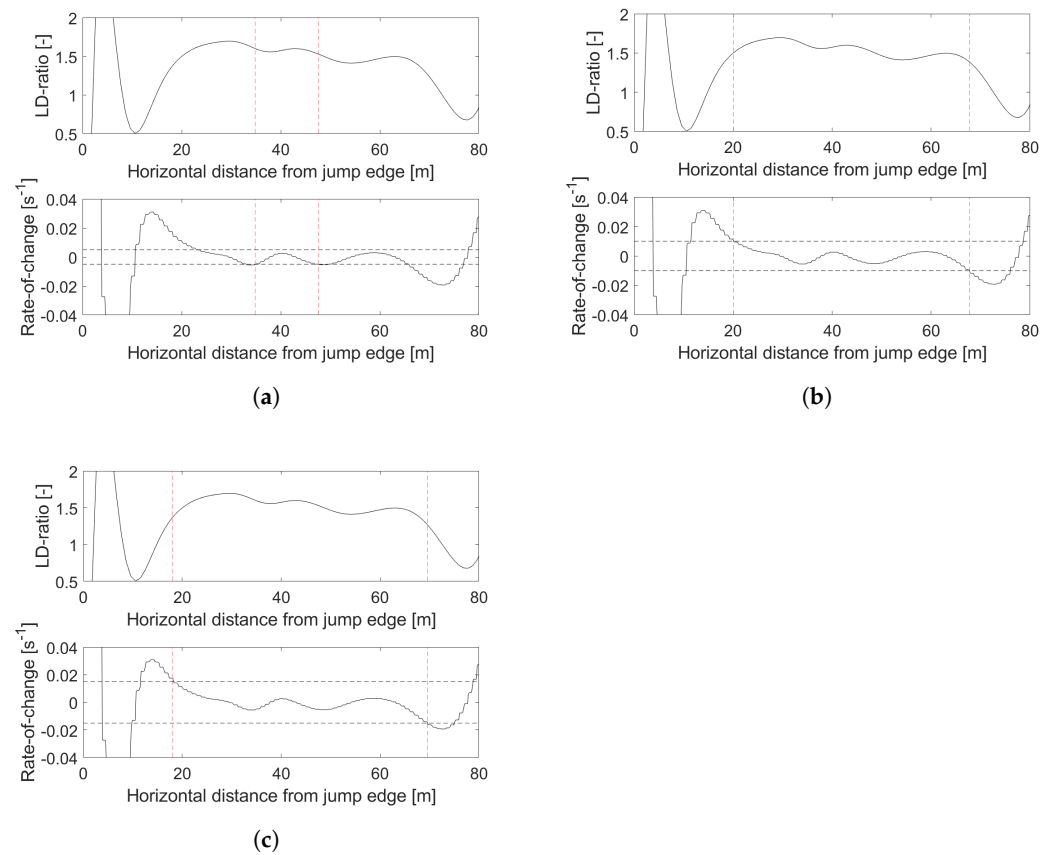 2
1.5
1
0.5
LD-ratio [-]
0 20 40 60 80
Horizontal distance from jump edge [m]
0.04
0.02
0
-0.02
-0.04
Rate-of-change [s⁻¹]
0 20 40 60 80
Horizontal distance from jump edge [m]
(a)
2
1.5
1
0.5
LD-ratio [-]
0 20 40 60 80
Horizontal distance from jump edge [m]
0.04
0.02
0
-0.02
-0.04
Rate-of-change [s⁻¹]
0 20 40 60 80
Horizontal distance from jump edge [m]
(b)
2
1.5
1
0.5
LD-ratio [-]
0 20 40 60 80
Horizontal distance from jump edge [m]
0.04
0.02
0
-0.02
-0.04
Rate-of-change [s⁻¹]
0 20 40 60 80
Horizontal distance from jump edge [m]
(c)